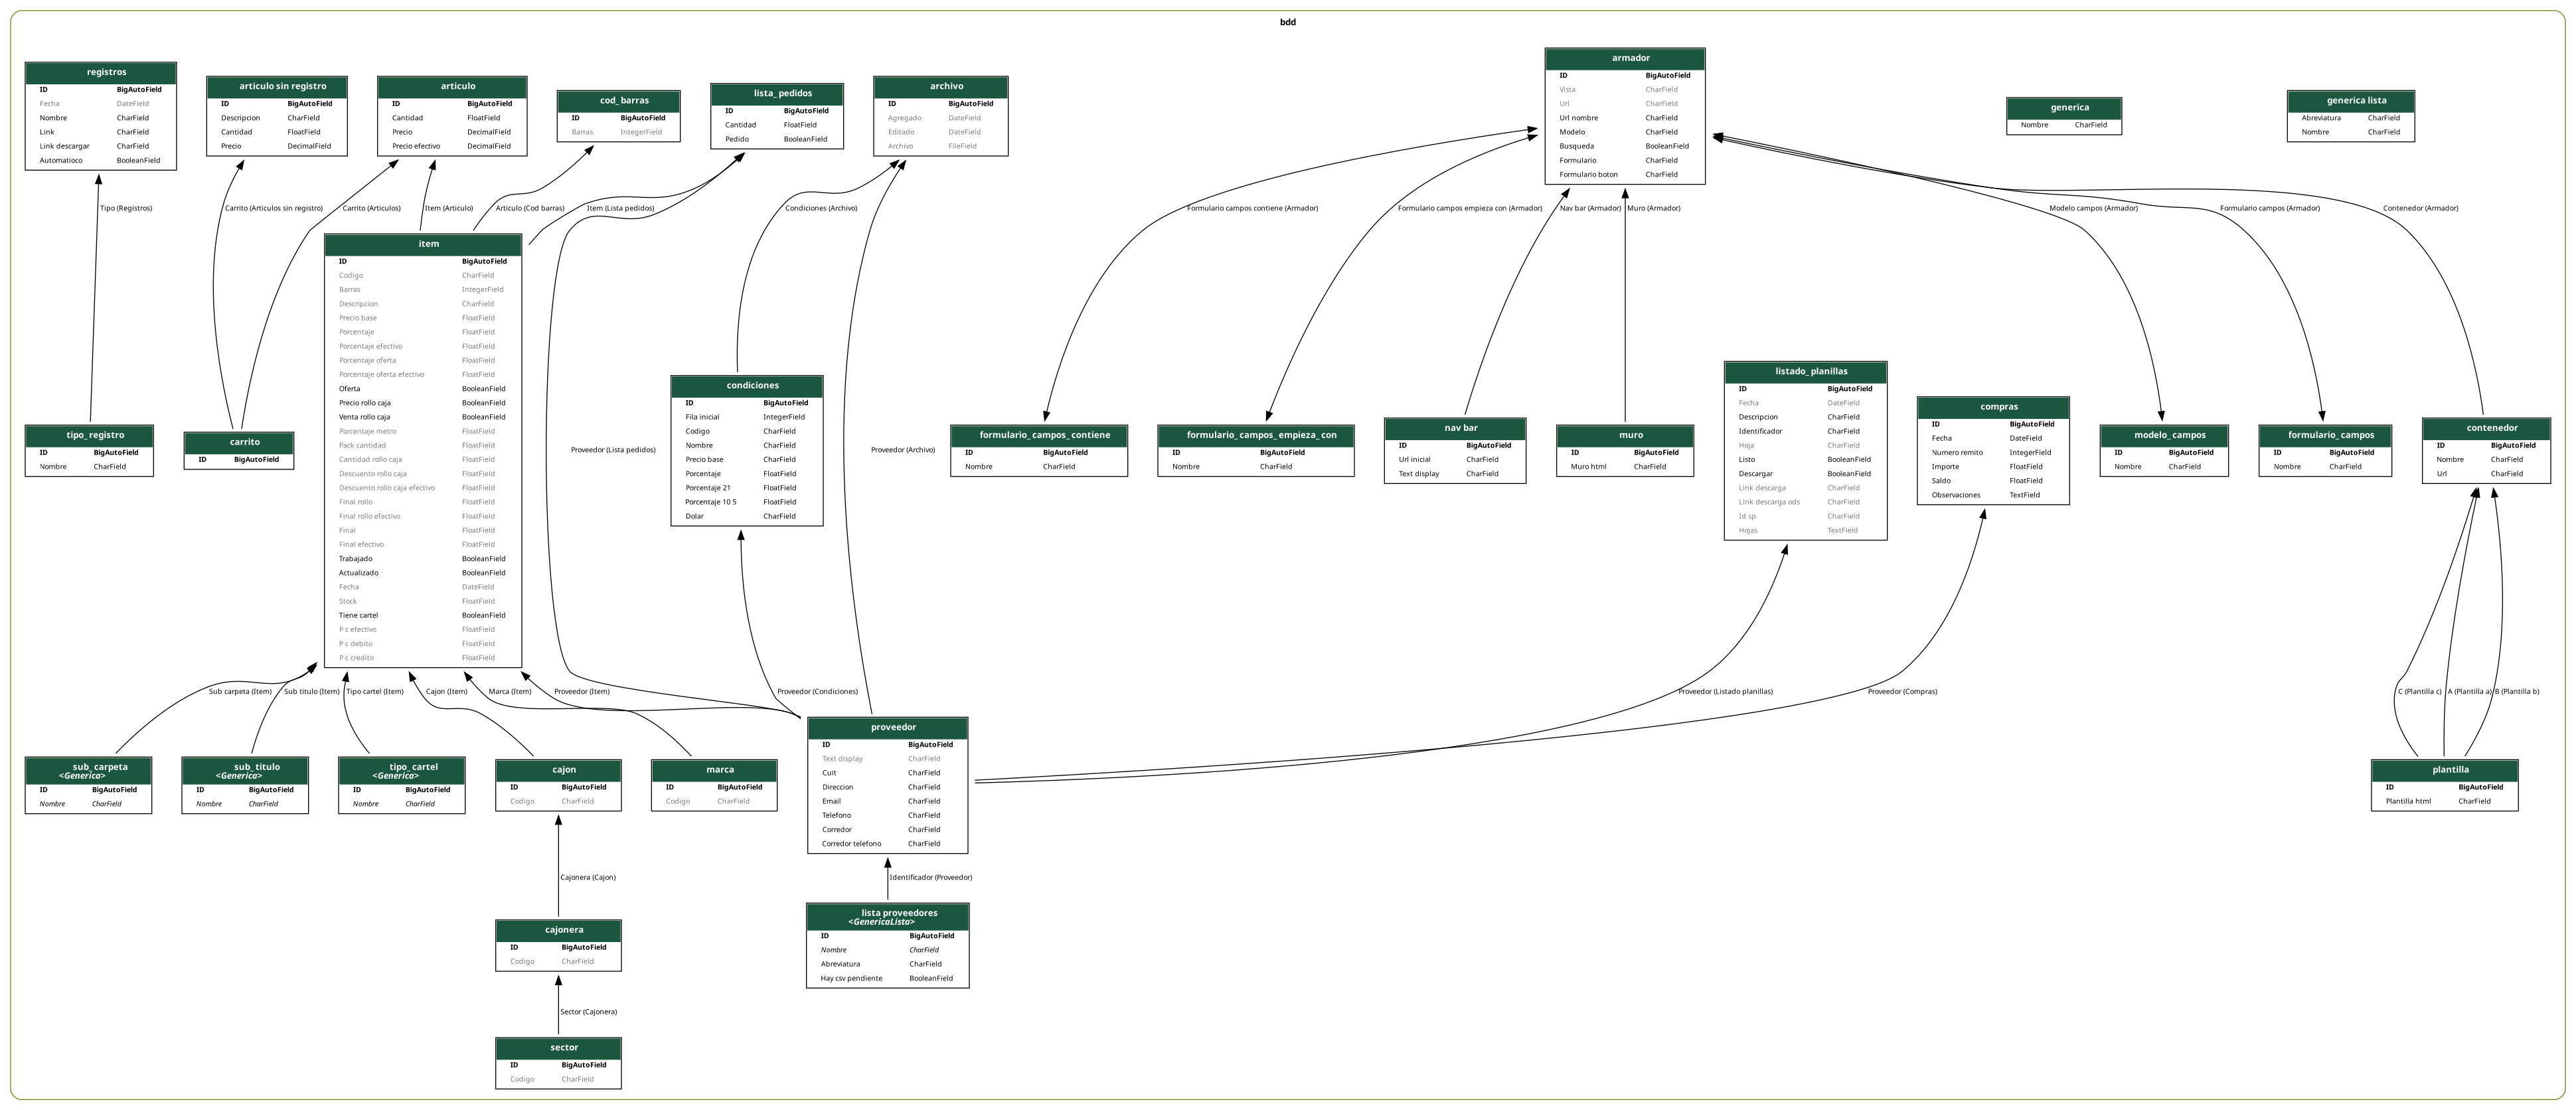 bdd
registros
ID BigAutoField
Fecha DateField
Nombre CharField
Link CharField
Link descargar CharField
Automatioco BooleanField
articulo sin registro
ID BigAutoField
Descripcion CharField
Cantidad FloatField
Precio DecimalField
articulo
ID BigAutoField
Cantidad FloatField
Precio DecimalField
Precio efectivo DecimalField
cod_barras
ID BigAutoField
Barras IntegerField
lista_pedidos
ID BigAutoField
Cantidad FloatField
Pedido BooleanField
archivo
ID BigAutoField
Agregado DateField
Editado DateField
Archivo FileField
armador
ID BigAutoField
Vista CharField
Url CharField
Url nombre CharField
Modelo CharField
Busqueda BooleanField
Formulario CharField
Formulario boton CharField
generica
Nombre CharField
generica lista
Abreviatura CharField
Nombre CharField
Tipo (Registros)
Carrito (Articulos sin registro)
Carrito (Articulos)
Item (Articulo)
Articulo (Cod barras)
Item (Lista pedidos)
Condiciones (Archivo)
Formulario campos contiene (Armador)
Formulario campos empieza con (Armador)
Nav bar (Armador)
Muro (Armador)
Modelo campos (Armador)
Formulario campos (Armador)
Contenedor (Armador)
item
ID BigAutoField
Codigo CharField
Barras IntegerField
Descripcion CharField
Precio base FloatField
Porcentaje FloatField
Porcentaje efectivo FloatField
Porcentaje oferta FloatField
Porcentaje oferta efectivo FloatField
Oferta BooleanField
Precio rollo caja BooleanField
Venta rollo caja BooleanField
Porcentaje metro FloatField
Pack cantidad FloatField
Cantidad rollo caja FloatField
Descuento rollo caja FloatField
Descuento rollo caja efectivo FloatField
Final rollo FloatField
Final rollo efectivo FloatField
Final FloatField
Final efectivo FloatField
Trabajado BooleanField
Actualizado BooleanField
Fecha DateField
Stock FloatField
Tiene cartel BooleanField
P c efectivo FloatField
P c debito FloatField
P c credito FloatField
tipo_registro
ID BigAutoField
Nombre CharField
carrito
ID BigAutoField
Proveedor (Lista pedidos)
condiciones
ID BigAutoField
Fila inicial IntegerField
Codigo CharField
Nombre CharField
Precio base CharField
Porcentaje FloatField
Porcentaje 21 FloatField
Porcentaje 10 5 FloatField
Dolar CharField
Proveedor (Archivo)
formulario_campos_contiene
ID BigAutoField
Nombre CharField
formulario_campos_empieza_con
ID BigAutoField
Nombre CharField
nav bar
ID BigAutoField
Url inicial CharField
Text display CharField
muro
ID BigAutoField
Muro html CharField
listado_planillas
ID BigAutoField
Fecha DateField
Descripcion CharField
Identificador CharField
Hoja CharField
Listo BooleanField
Descargar BooleanField
Link descarga CharField
Link descarga ods CharField
Id sp CharField
Hojas TextField
compras
ID BigAutoField
Fecha DateField
Numero remito IntegerField
Importe FloatField
Saldo FloatField
Observaciones TextField
modelo_campos
ID BigAutoField
Nombre CharField
formulario_campos
ID BigAutoField
Nombre CharField
contenedor
ID BigAutoField
Nombre CharField
Url CharField
Sub carpeta (Item)
Sub titulo (Item)
Tipo cartel (Item)
Cajon (Item)
Marca (Item)
Proveedor (Item)
Proveedor (Condiciones)
Proveedor (Listado planillas)
Proveedor (Compras)
C (Plantilla c)
A (Plantilla a)
B (Plantilla b)
sub_carpeta
<Generica>
ID BigAutoField
Nombre CharField
sub_titulo
<Generica>
ID BigAutoField
Nombre CharField
tipo_cartel
<Generica>
ID BigAutoField
Nombre CharField
cajon
ID BigAutoField
Codigo CharField
marca
ID BigAutoField
Codigo CharField
proveedor
ID BigAutoField
Text display CharField
Cuit CharField
Direccion CharField
Email CharField
Telefono CharField
Corredor CharField
Corredor telefono CharField
plantilla
ID BigAutoField
Plantilla html CharField
Cajonera (Cajon)
Identificador (Proveedor)
cajonera
ID BigAutoField
Codigo CharField
lista proveedores
<GenericaLista>
ID BigAutoField
Nombre CharField
Abreviatura CharField
Hay csv pendiente BooleanField
Sector (Cajonera)
sector
ID BigAutoField
Codigo CharField